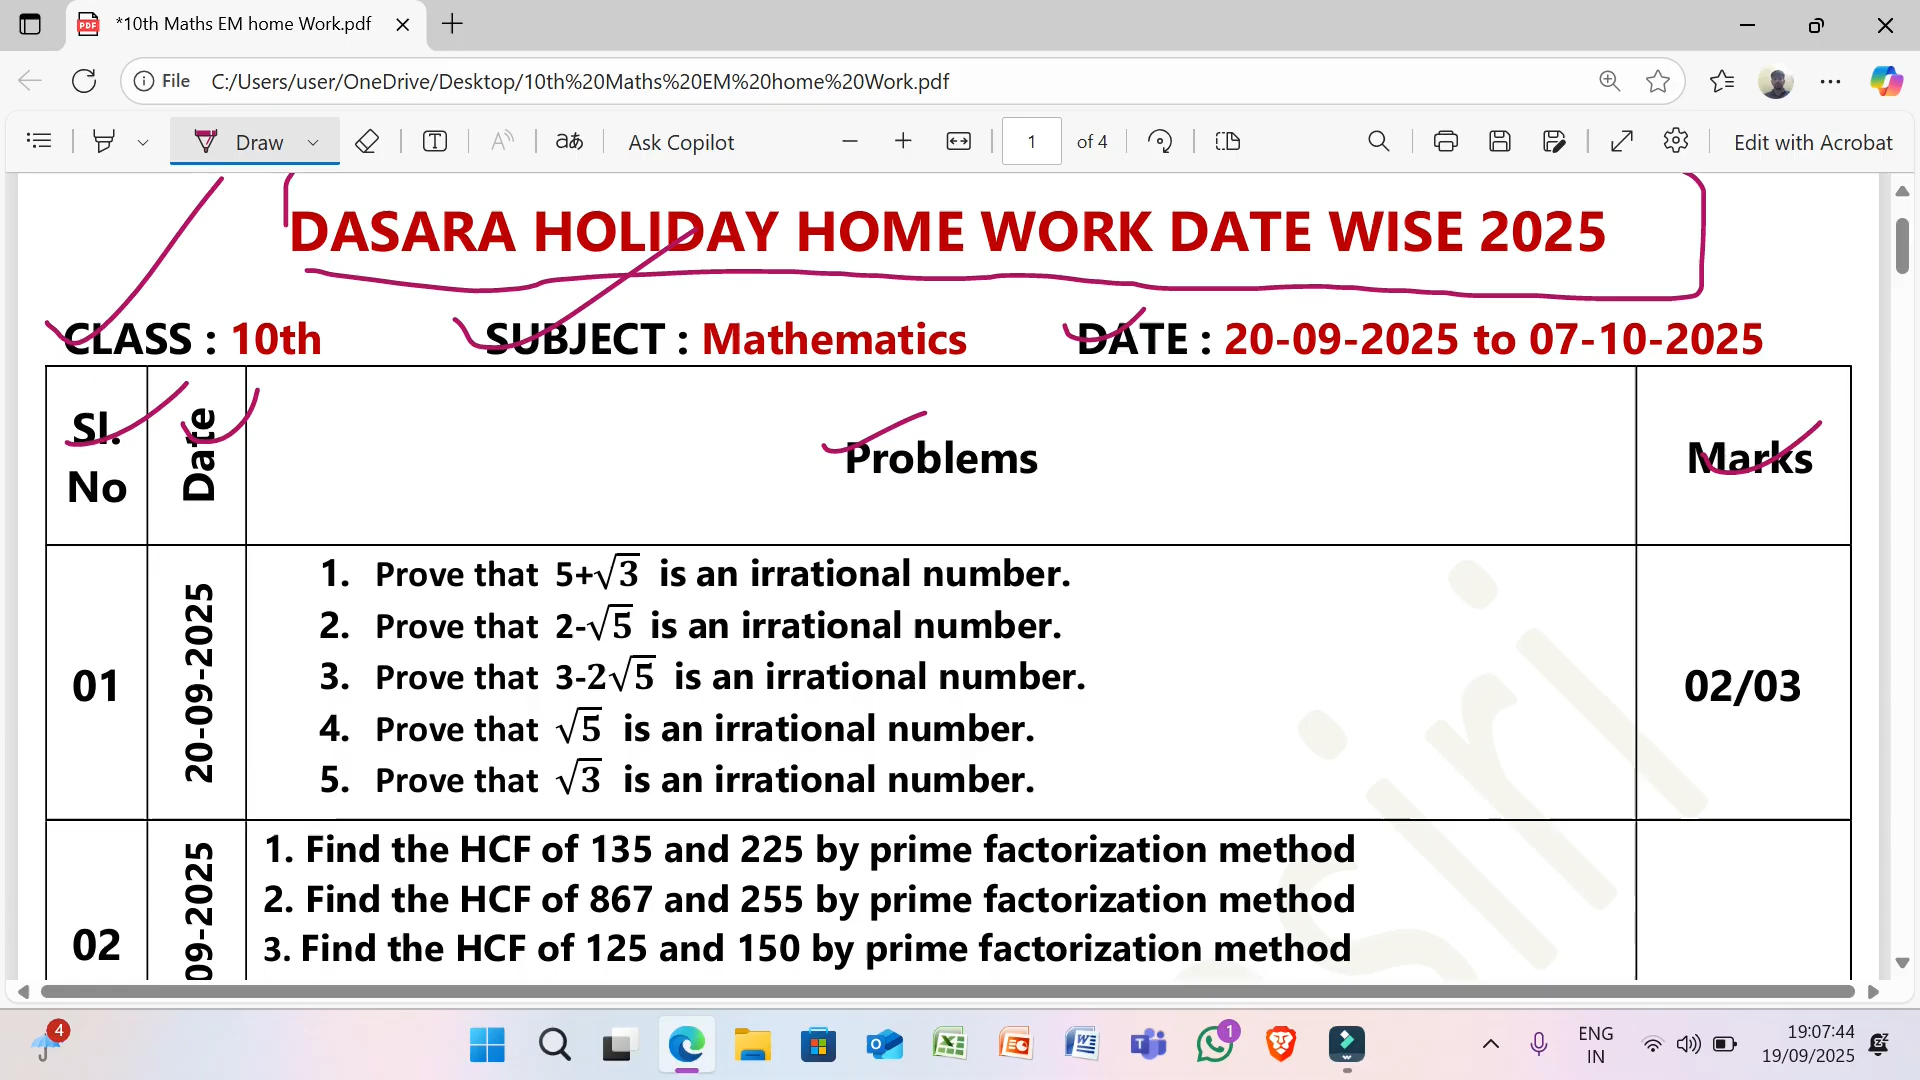 *10th Maths EM home Work.pdf
File C:/Users/user/OneDrive/Desktop/10th%20Maths%20EM%20home%20Work.pdf
Draw Ask Copilot 1 of 4 Edit with Acrobat
DASARA HOLIDAY HOME WORK DATE WISE 2025
CLASS : 10th SUBJECT : Mathematics DATE : 20-09-2025 to 07-10-2025
Sl. No Date Problems Marks
01 20-09-2025 02/03
1. Prove that 5+√3 is an irrational number.
2. Prove that 2-√5 is an irrational number.
3. Prove that 3-2√5 is an irrational number.
4. Prove that √5 is an irrational number.
5. Prove that √3 is an irrational number.
02 09-2025
1. Find the HCF of 135 and 225 by prime factorization method
2. Find the HCF of 867 and 255 by prime factorization method
3. Find the HCF of 125 and 150 by prime factorization method
4 1 ENG 19:07:44
IN 19/09/2025